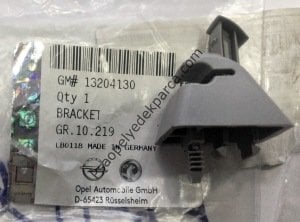 GM# 13204130
Qty 1
BRACKET
GR.10.219
LB0118 MADE IN GERMANY
Opel Automobile GmbH
D-65423 Rüsselsheim